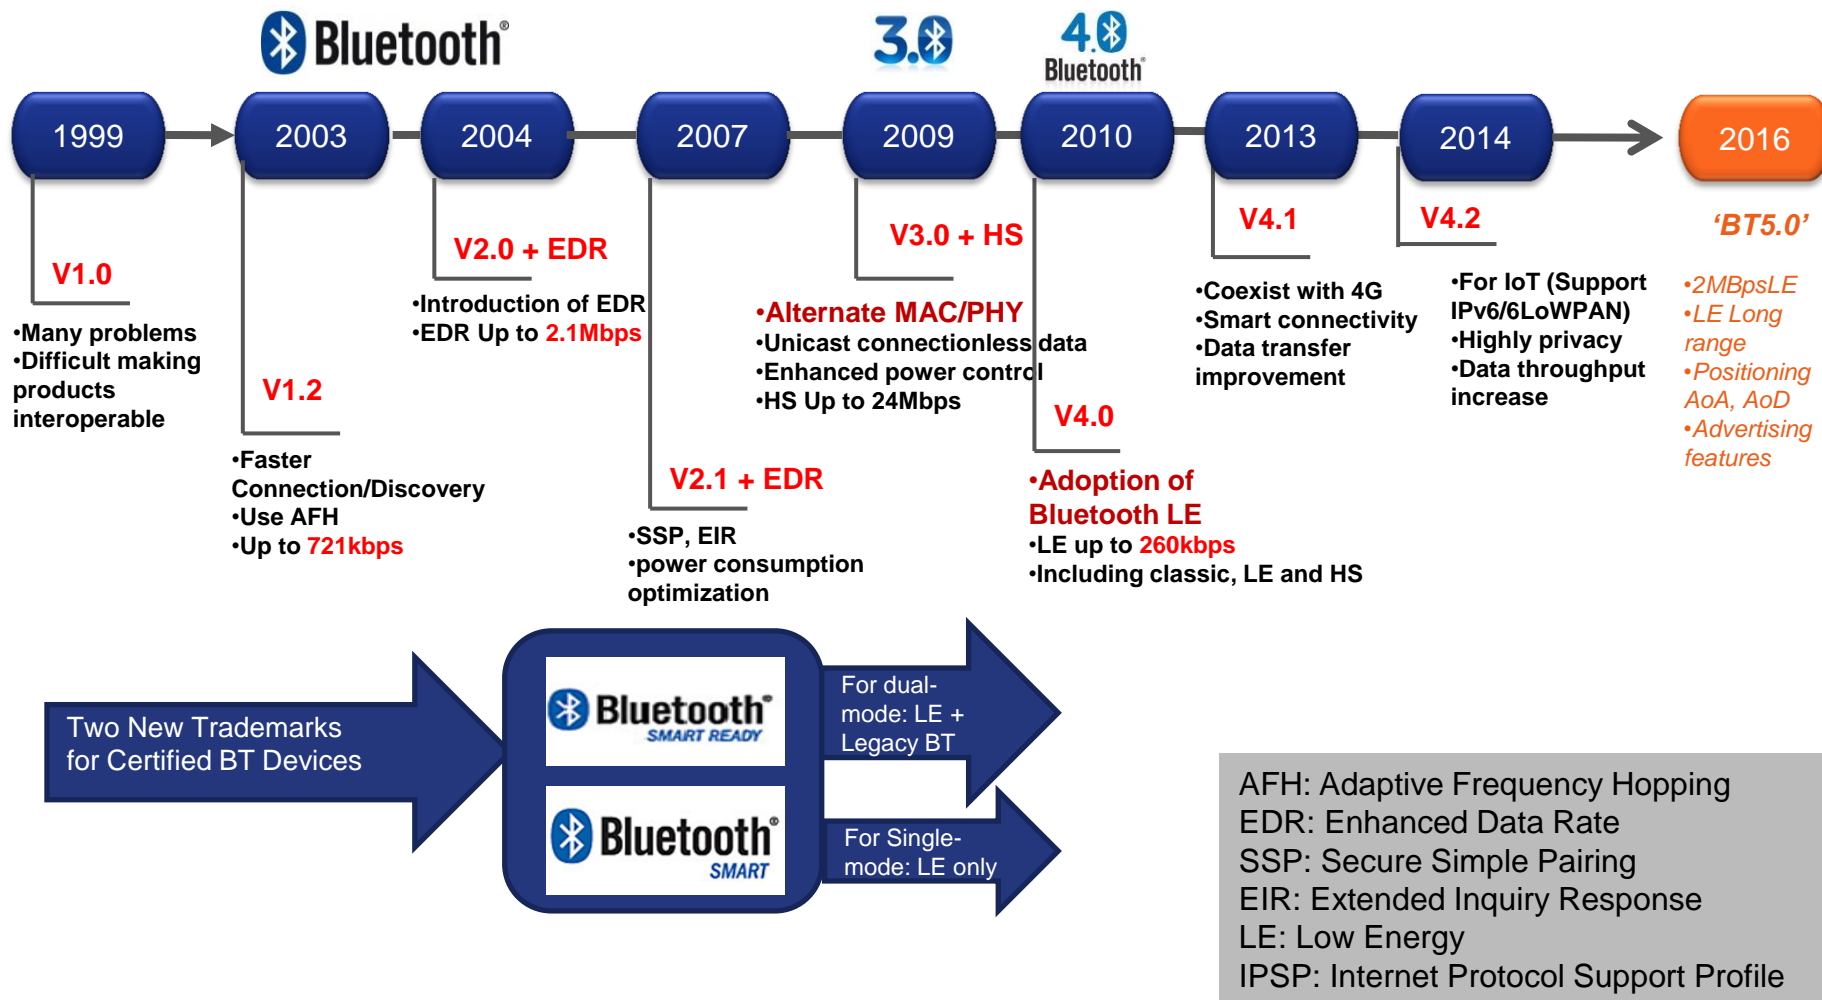 Bluetooth®
3.0
4.0
Bluetooth®
1999
2003
2004
2007
2009
2010
2013
2014
2016
V1.0
•Many problems
•Difficult making
products
interoperable
V1.2
•Faster
Connection/Discovery
•Use AFH
•Up to 721kbps
V2.0 + EDR
•Introduction of EDR
•EDR Up to 2.1Mbps
V2.1 + EDR
•SSP, EIR
•power consumption
optimization
V3.0 + HS
•Alternate MAC/PHY
•Unicast connectionless data
•Enhanced power control
•HS Up to 24Mbps
V4.0
•Adoption of
Bluetooth LE
•LE up to 260kbps
•Including classic, LE and HS
V4.1
•Coexist with 4G
•Smart connectivity
•Data transfer
improvement
V4.2
•For IoT (Support
IPv6/6LoWPAN)
•Highly privacy
•Data throughput
increase
‘BT5.0’
•2MBpsLE
•LE Long
range
•Positioning
AoA, AoD
•Advertising
features
Two New Trademarks
for Certified BT Devices
Bluetooth®
SMART READY
Bluetooth®
SMART
For dual-
mode: LE +
Legacy BT
For Single-
mode: LE only
AFH: Adaptive Frequency Hopping
EDR: Enhanced Data Rate
SSP: Secure Simple Pairing
EIR: Extended Inquiry Response
LE: Low Energy
IPSP: Internet Protocol Support Profile